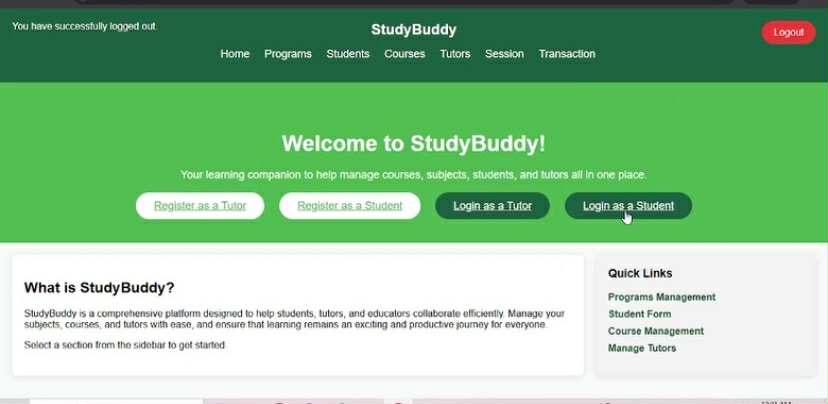 You have successfully logged out.
StudyBuddy
Logout
Home Programs Students Courses Tutors Session Transaction
Welcome to StudyBuddy!
Your learning companion to help manage courses, subjects, students, and tutors all in one place.
Register as a Tutor Register as a Student Login as a Tutor Login as a Student
What is StudyBuddy?
StudyBuddy is a comprehensive platform designed to help students, tutors, and educators collaborate efficiently. Manage your
subjects, courses, and tutors with ease, and ensure that learning remains an exciting and productive journey for everyone.
Select a section from the sidebar to get started
Quick Links
Programs Management
Student Form
Course Management
Manage Tutors